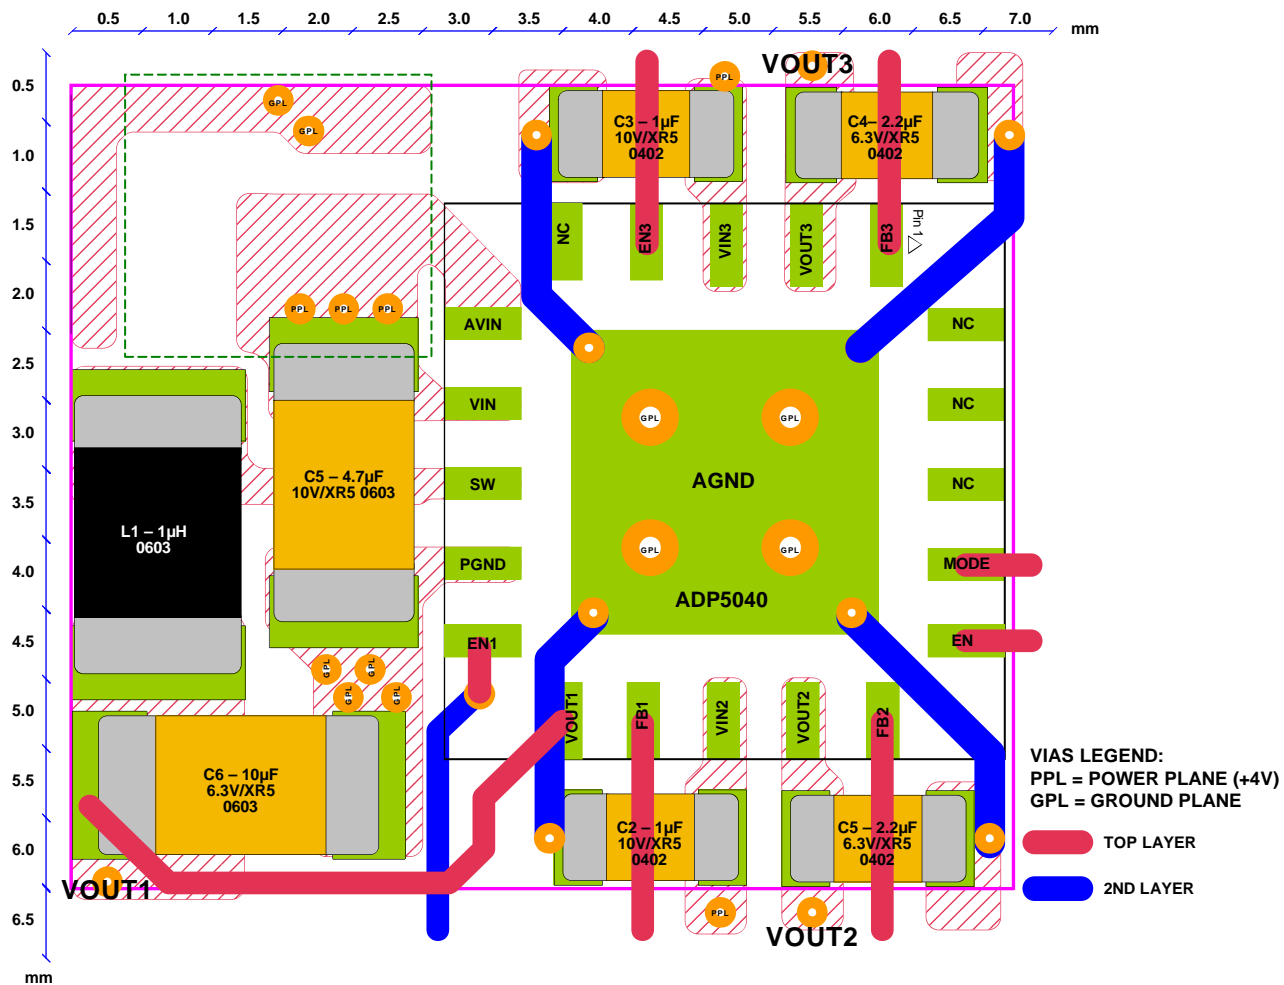 0.5 1.0 1.5 2.0 2.5 3.0 3.5 4.0 4.5 5.0 5.5 6.0 6.5 7.0
mm
VOUT3
PPL
0.5
GPL
GPL
C3 – 1µF
10V/XR5
0402
C4– 2.2µF
6.3V/XR5
0402
1.0
1.5
NC
EN3
VIN3
VOUT3
FB3
Pin 1
2.0
PPL PPL PPL
AVIN
NC
2.5
VIN
NC
3.0
GPL
GPL
C5 – 4.7µF
10V/XR5 0603
SW
AGND
NC
3.5
L1 – 1µH
0603
GPL
GPL
4.0
PGND
MODE
ADP5040
4.5
EN1
EN
GPL
GPL
GPL
GPL
5.0
VOUT1
FB1
VIN2
VOUT2
FB2
5.5
C6 – 10µF
6.3V/XR5
0603
VIAS LEGEND:
PPL = POWER PLANE (+4V)
GPL = GROUND PLANE
6.0
C2 – 1µF
10V/XR5
0402
C5 – 2.2µF
6.3V/XR5
0402
TOP LAYER
VOUT1
2ND LAYER
6.5
PPL
VOUT2
mm